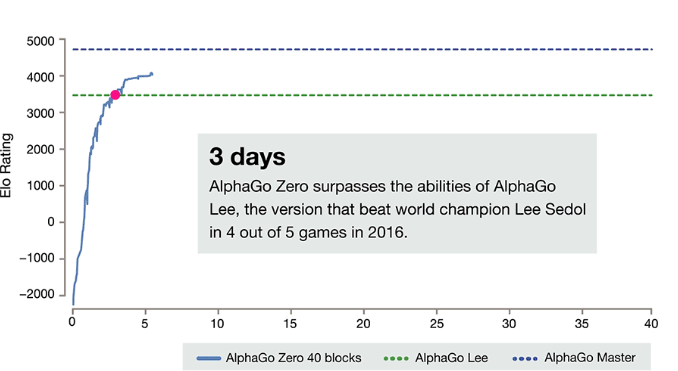 5000
4000
3000
2000
1000
0
−1000
−2000
Elo Rating
3 days
AlphaGo Zero surpasses the abilities of AlphaGo
Lee, the version that beat world champion Lee Sedol
in 4 out of 5 games in 2016.
0 5 10 15 20 25 30 35 40
AlphaGo Zero 40 blocks AlphaGo Lee AlphaGo Master